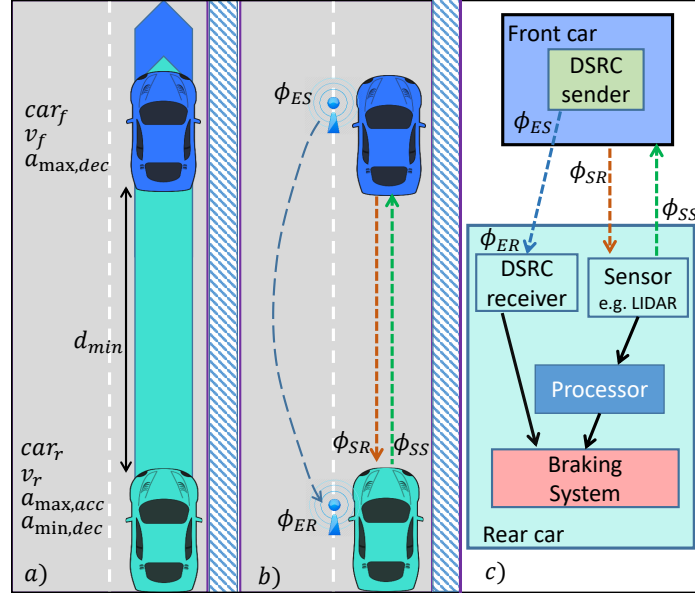 car_f
v_f
a_max,dec
d_min
car_r
v_r
a_max,acc
a_min,dec
a)
ϕ_ES
ϕ_SR
ϕ_SS
ϕ_ER
b)
Front car
DSRC
sender
ϕ_ES
ϕ_SR
ϕ_SS
ϕ_ER
DSRC
receiver
Sensor
e.g. LIDAR
Processor
Braking
System
Rear car
c)